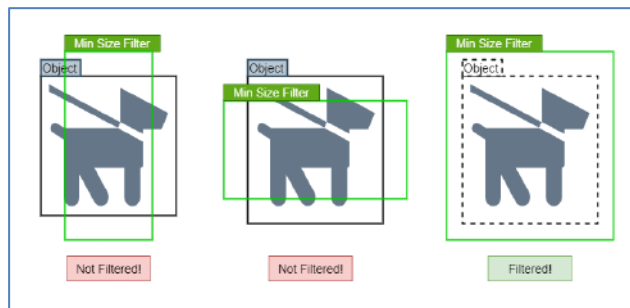 Min Size Filter
Object
Not Filtered!
Object
Min Size Filter
Not Filtered!
Min Size Filter
Object
Filtered!